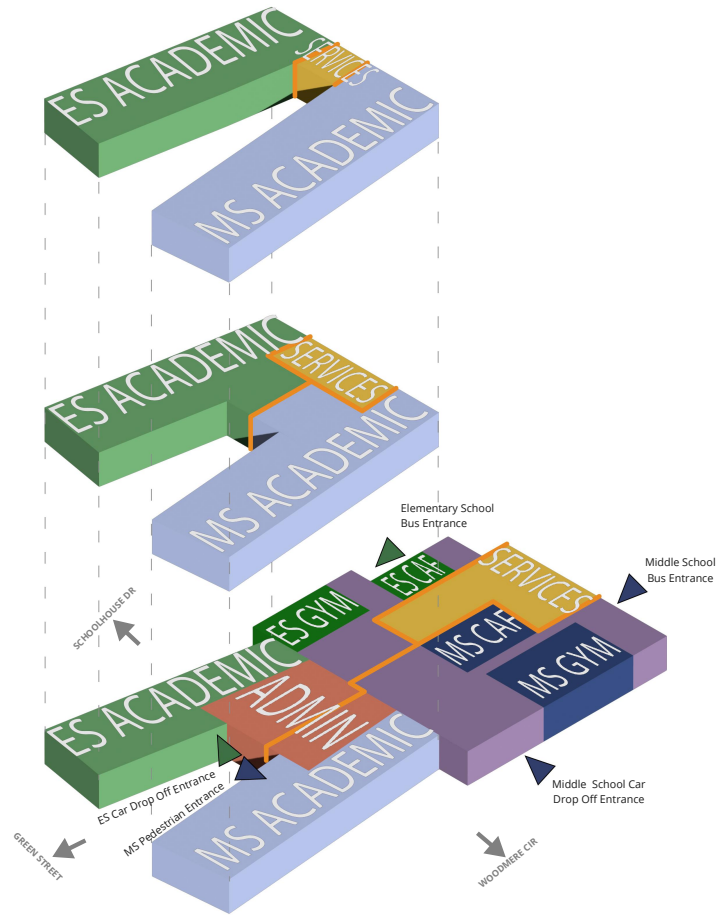 ES ACADEMIC
SERVICES
MS ACADEMIC
ES ACADEMIC
SERVICES
MS ACADEMIC
Elementary School
Bus Entrance
Middle School
Bus Entrance
SCHOOLHOUSE DR
ES CAF
SERVICES
ES GYM
MS CAF
MS GYM
ES ACADEMIC
ADMIN
MS ACADEMIC
ES Car Drop Off Entrance
MS Pedestrian Entrance
Middle School Car
Drop Off Entrance
GREEN STREET
WOODMERE CIR